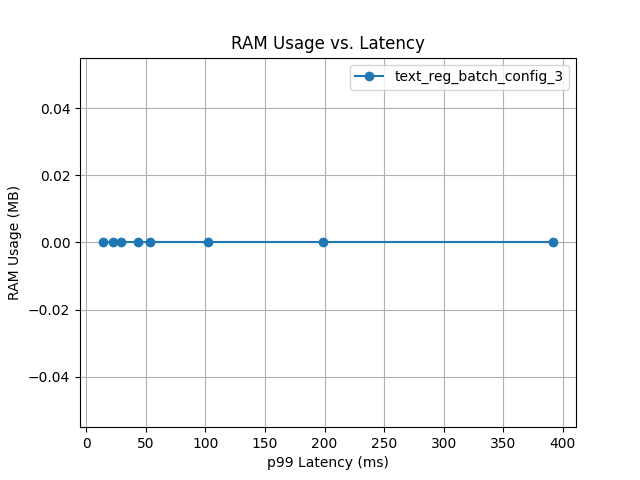 RAM Usage vs. Latency
text_reg_batch_config_3
RAM Usage (MB)
0.04
0.02
0.00
−0.02
−0.04
0 50 100 150 200 250 300 350 400
p99 Latency (ms)